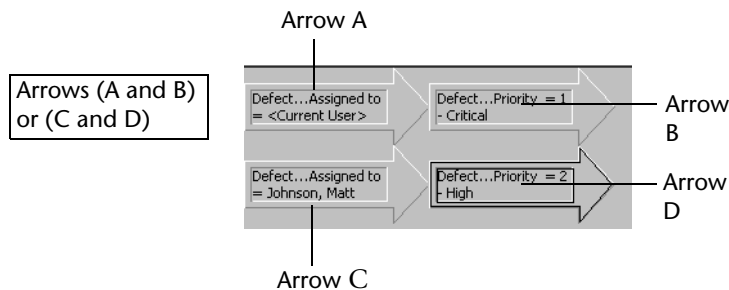 Arrow A
Arrows (A and B)
or (C and D)
Defect...Assigned to
= <Current User>
Defect...Priority = 1
- Critical
Arrow
B
Defect...Assigned to
= Johnson, Matt
Defect...Priority = 2
- High
Arrow
D
Arrow C